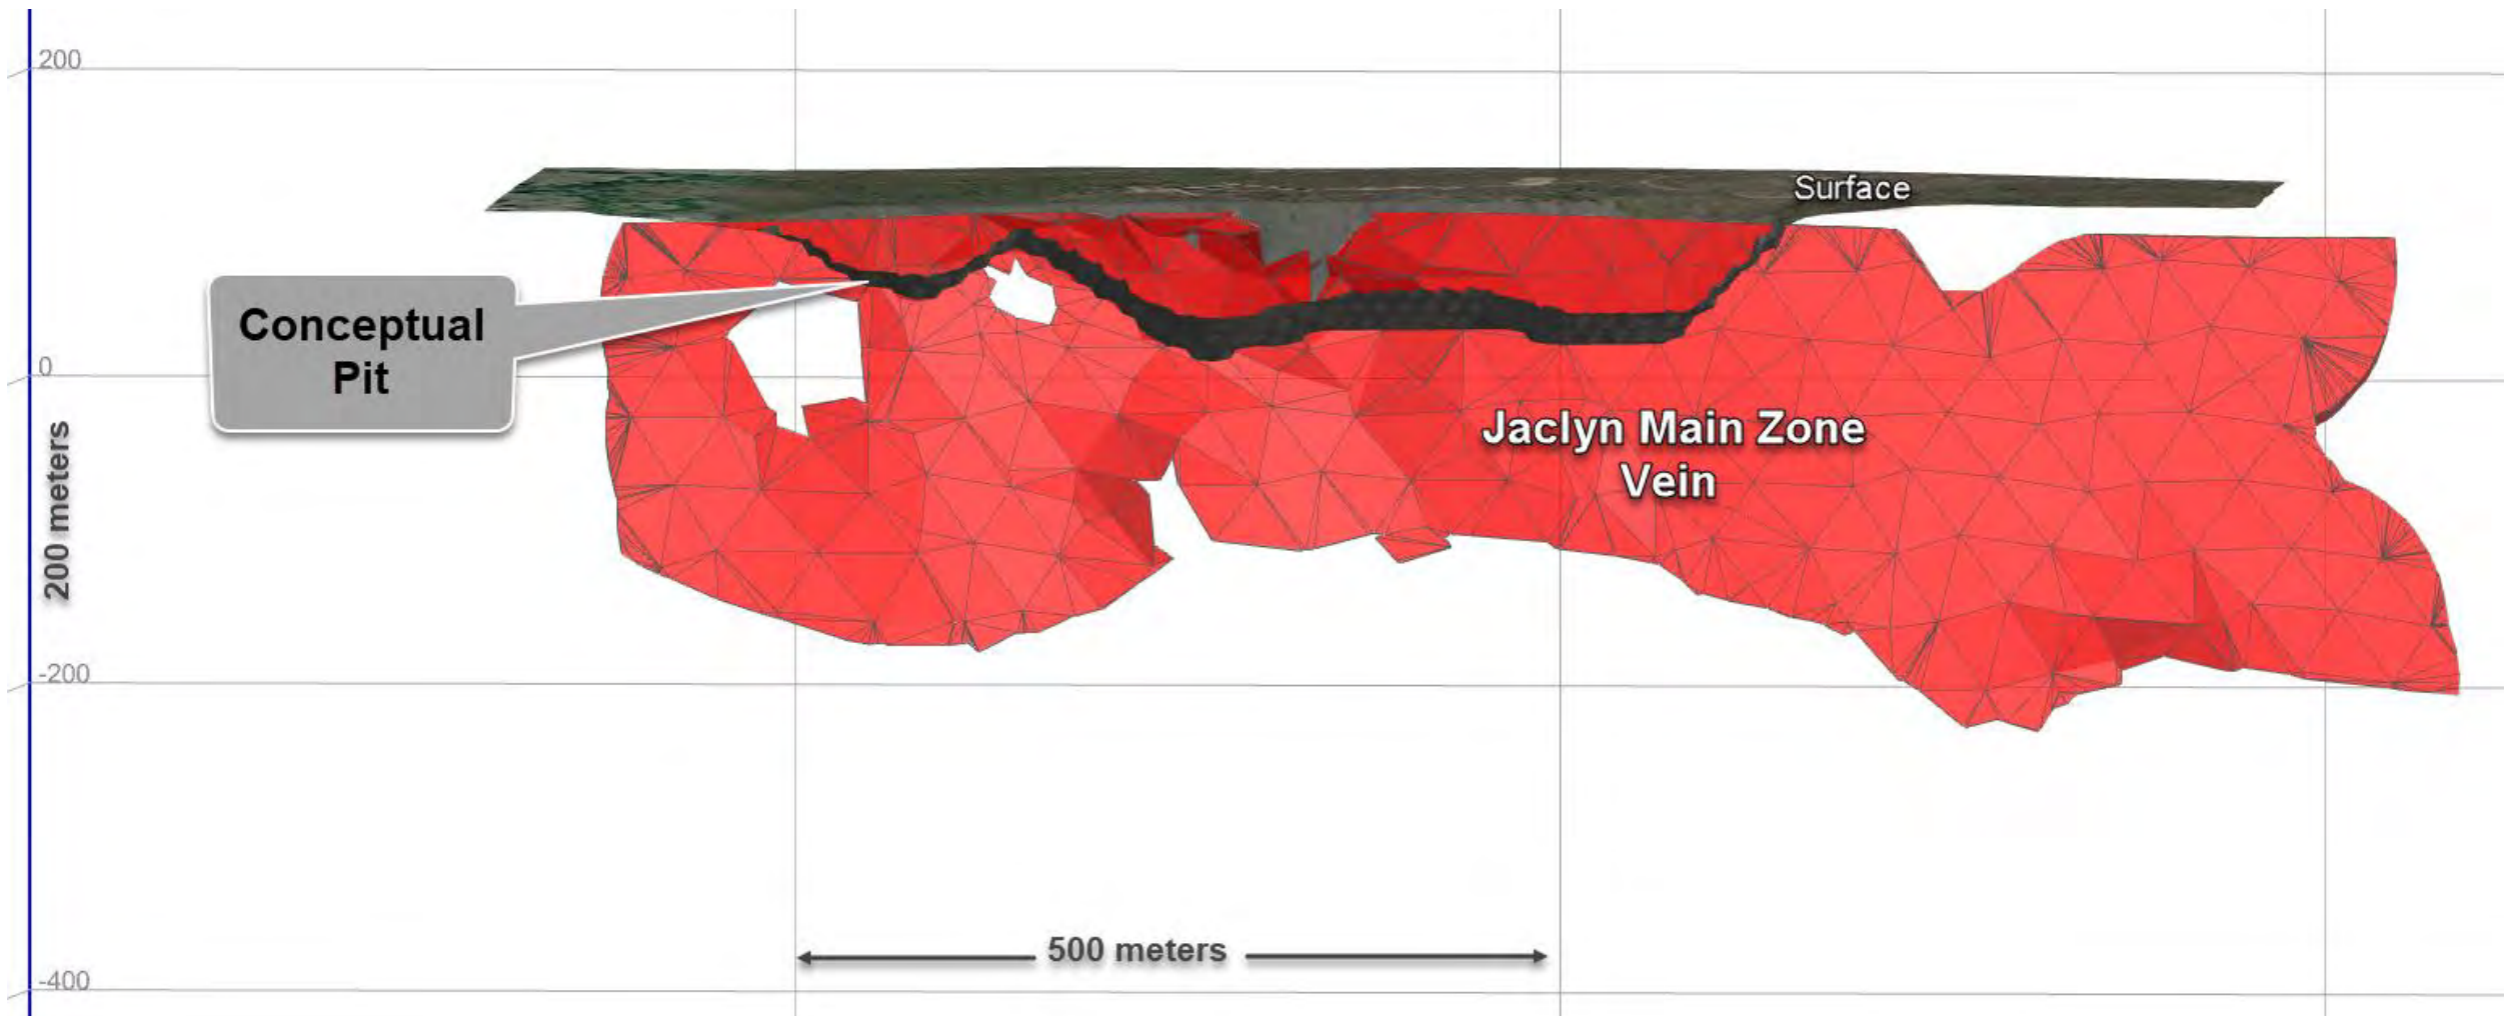 200
Surface
Conceptual
Pit
0
Jaclyn Main Zone
Vein
200 meters
-200
500 meters
-400